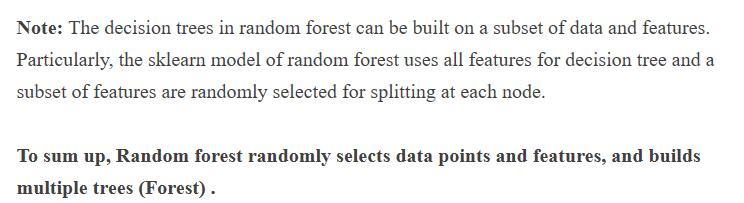 Note: The decision trees in random forest can be built on a subset of data and features.
Particularly, the sklearn model of random forest uses all features for decision tree and a
subset of features are randomly selected for splitting at each node.
To sum up, Random forest randomly selects data points and features, and builds
multiple trees (Forest) .